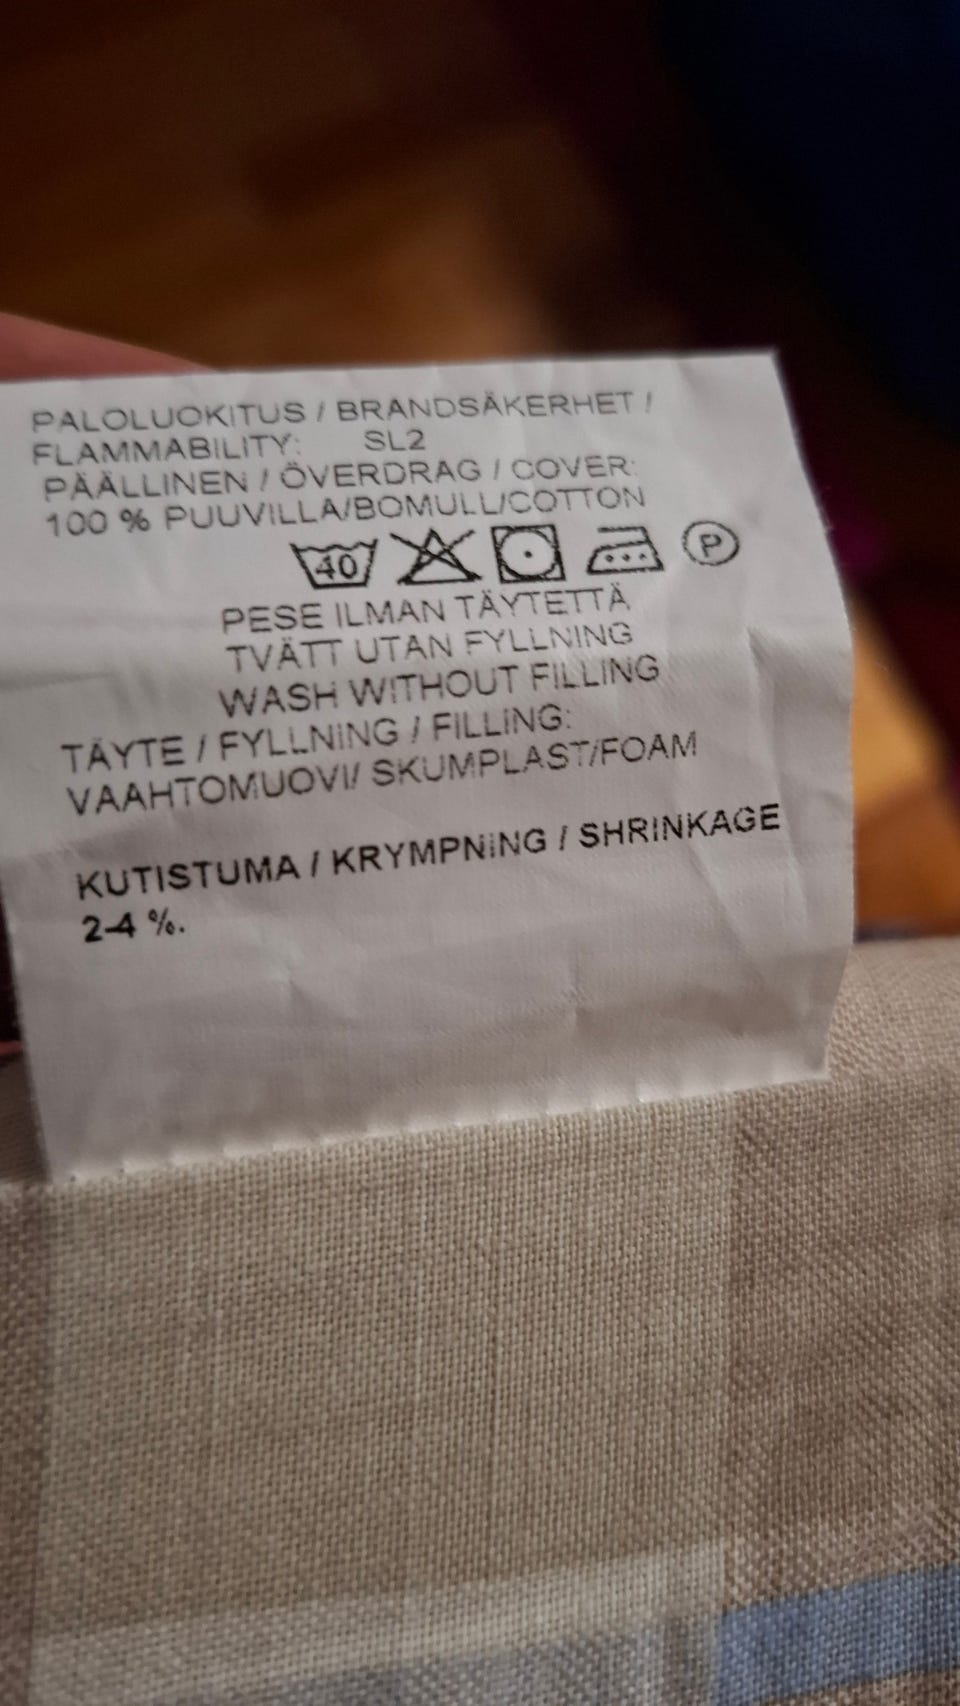 PALOLUOKITUS / BRANDSÄKERHET /
FLAMMABILITY: SL2
PÄÄLLINEN / ÖVERDRAG / COVER:
100 % PUUVILLA/BOMULL/COTTON
40 P
PESE ILMAN TÄYTETTÄ
TVÄTT UTAN FYLLNING
WASH WITHOUT FILLING
TÄYTE / FYLLNING / FILLING:
VAAHTOMUOVI/ SKUMPLAST/FOAM
KUTISTUMA / KRYMPNiNG / SHRINKAGE
2-4 %.